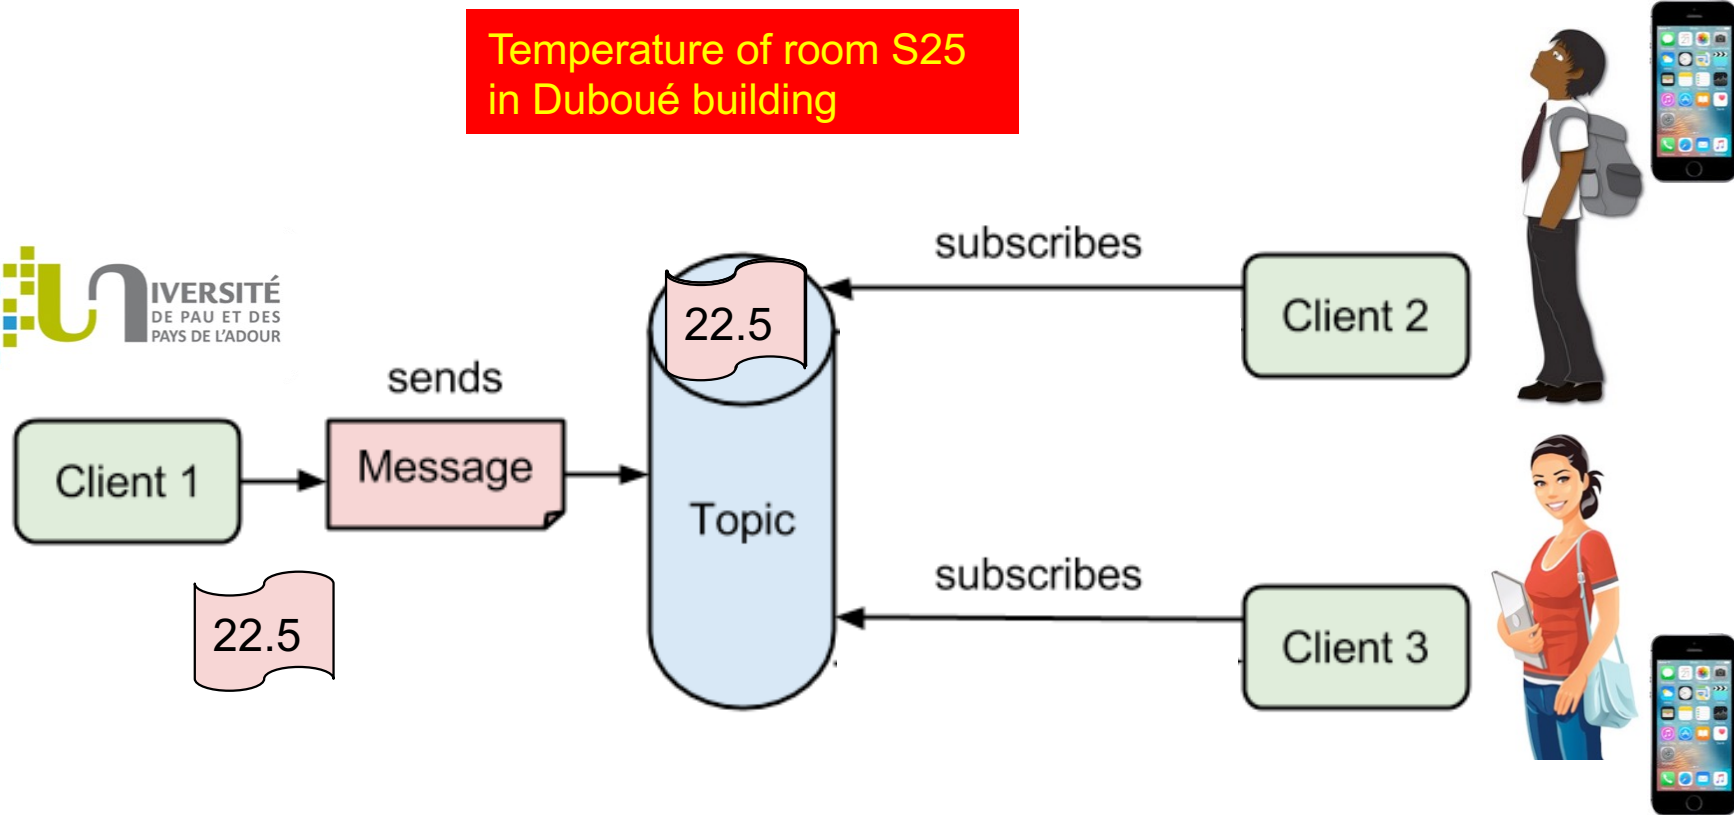 Temperature of room S25
in Duboué building
subscribes
UNIVERSITÉ
DE PAU ET DES
PAYS DE L'ADOUR
22.5
Client 2
sends
Client 1
Message
Topic
subscribes
22.5
Client 3